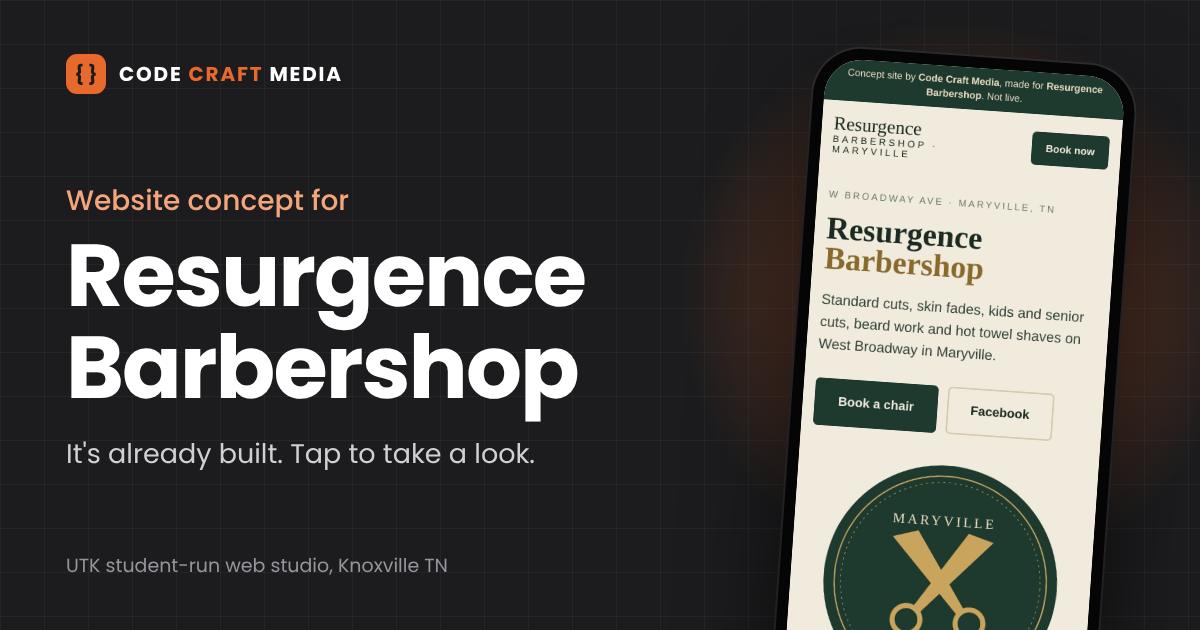 { } CODE CRAFT MEDIA
Website concept for
Resurgence
Barbershop
It's already built. Tap to take a look.
UTK student-run web studio, Knoxville TN
Concept site by Code Craft Media, made for Resurgence
Barbershop. Not live.
Resurgence
BARBERSHOP ·
MARYVILLE
Book now
W BROADWAY AVE · MARYVILLE, TN
Resurgence
Barbershop
Standard cuts, skin fades, kids and senior
cuts, beard work and hot towel shaves on
West Broadway in Maryville.
Book a chair
Facebook
MARYVILLE